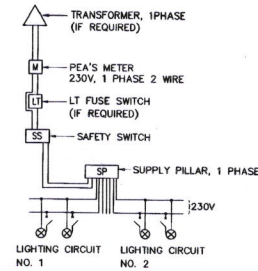 TRANSFORMER, 1PHASE
(IF REQUIRED)
M
PEA'S METER
230V, 1 PHASE 2 WIRE
LT
LT FUSE SWITCH
(IF REQUIRED)
SS
SAFETY SWITCH
SP
SUPPLY PILLAR, 1 PHASE
230V
LIGHTING CIRCUIT
NO. 1
LIGHTING CIRCUIT
NO. 2